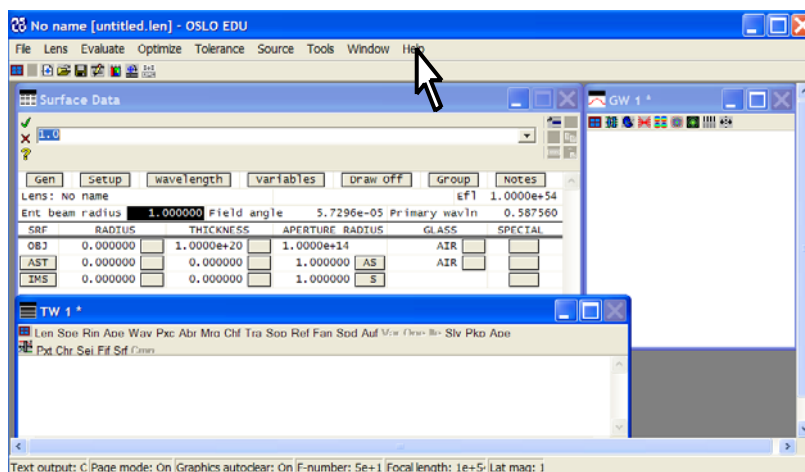 No name [untitled.len] - OSLO EDU
File Lens Evaluate Optimize Tolerance Source Tools Window Help
Surface Data
GW 1 *
1.0
Gen Setup Wavelength Variables Draw Off Group Notes
Lens: No name Efl 1.0000e+54
Ent beam radius 1.000000 Field angle 5.7296e-05 Primary wavln 0.587560
SRF RADIUS THICKNESS APERTURE RADIUS GLASS SPECIAL
OBJ 0.000000 1.0000e+20 1.0000e+14 AIR
AST 0.000000 0.000000 1.000000 AS AIR
IMS 0.000000 0.000000 1.000000 S
TW 1 *
Len Spe Rin Ape Wav Pxc Abr Mrg Chf Tra Sop Ref Fan Spd Auf Var Ope Ite Slv Pkp Ape
Pxt Chr Sei Fif Srf
Text output: C Page mode: On Graphics autoclear: On F-number: 5e+1 Focal length: 1e+5 Lat mag: 1